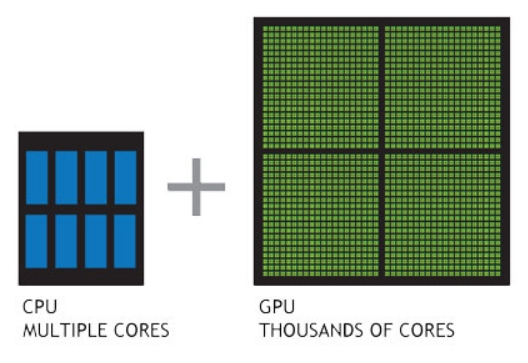 CPU
MULTIPLE CORES
GPU
THOUSANDS OF CORES